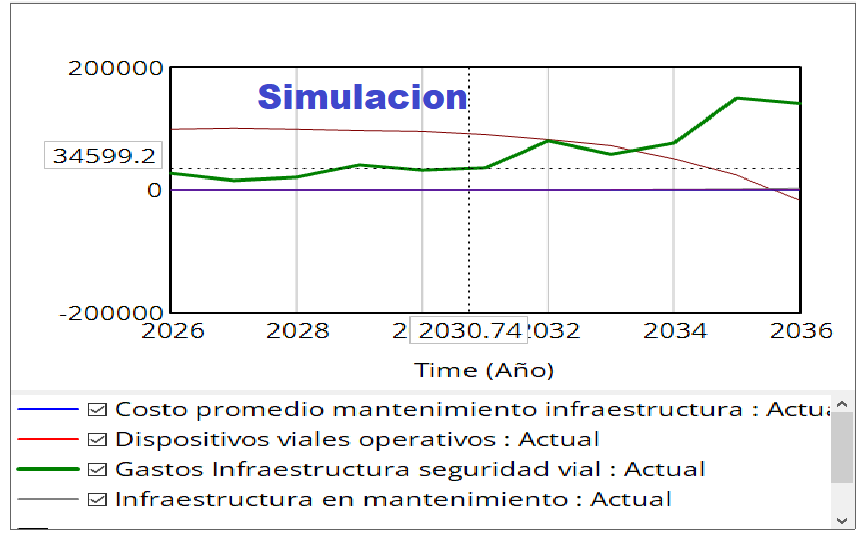 200000
Simulacion
34599.2
0
-200000
2026 2028 2030.74 2032 2034 2036
Time (Año)
Costo promedio mantenimiento infraestructura :
Dispositivos viales operativos : Actual
Gastos Infraestructura seguridad vial : Actual
Infraestructura en mantenimiento : Actual